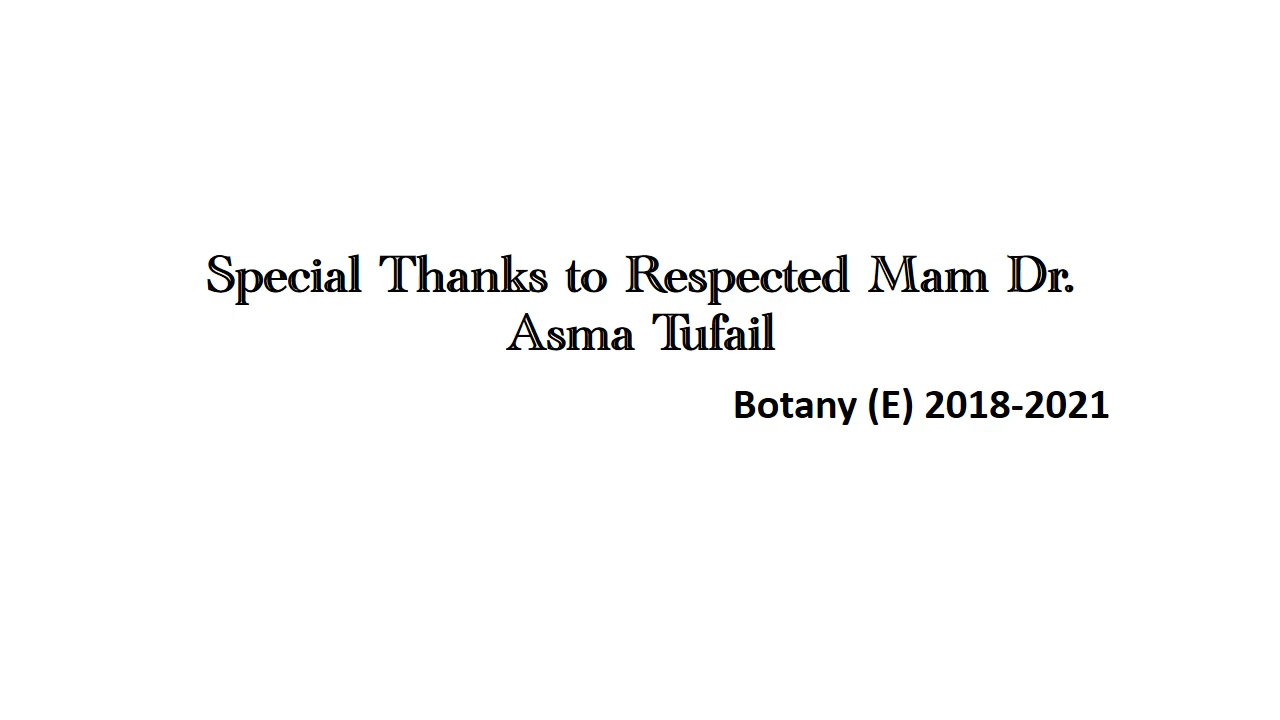 Special Thanks to Respected Mam Dr.
Asma Tufail
Botany (E) 2018-2021